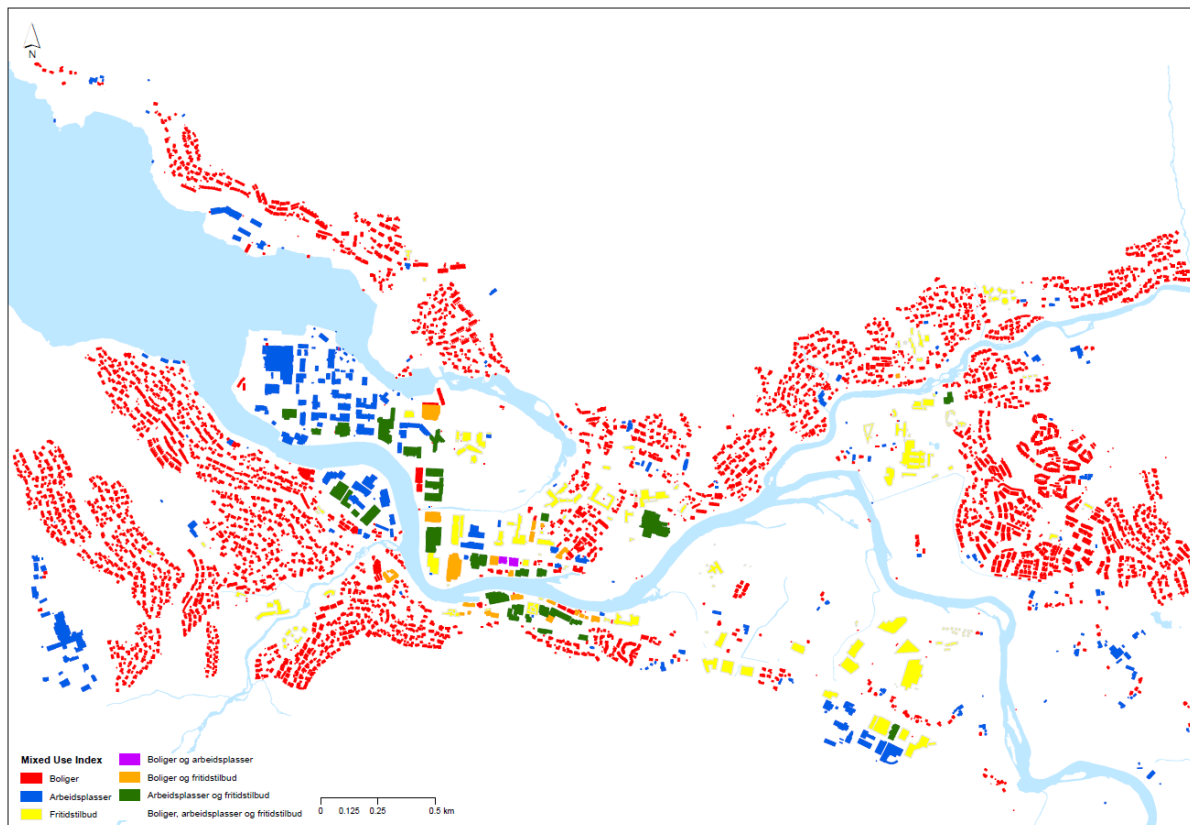 N
Mixed Use Index
Boliger
Arbeidsplasser
Fritidstilbud
Boliger og arbeidsplasser
Boliger og fritidstilbud
Arbeidsplasser og fritidstilbud
Boliger, arbeidsplasser og fritidstilbud
0 0.125 0.25 0.5 km